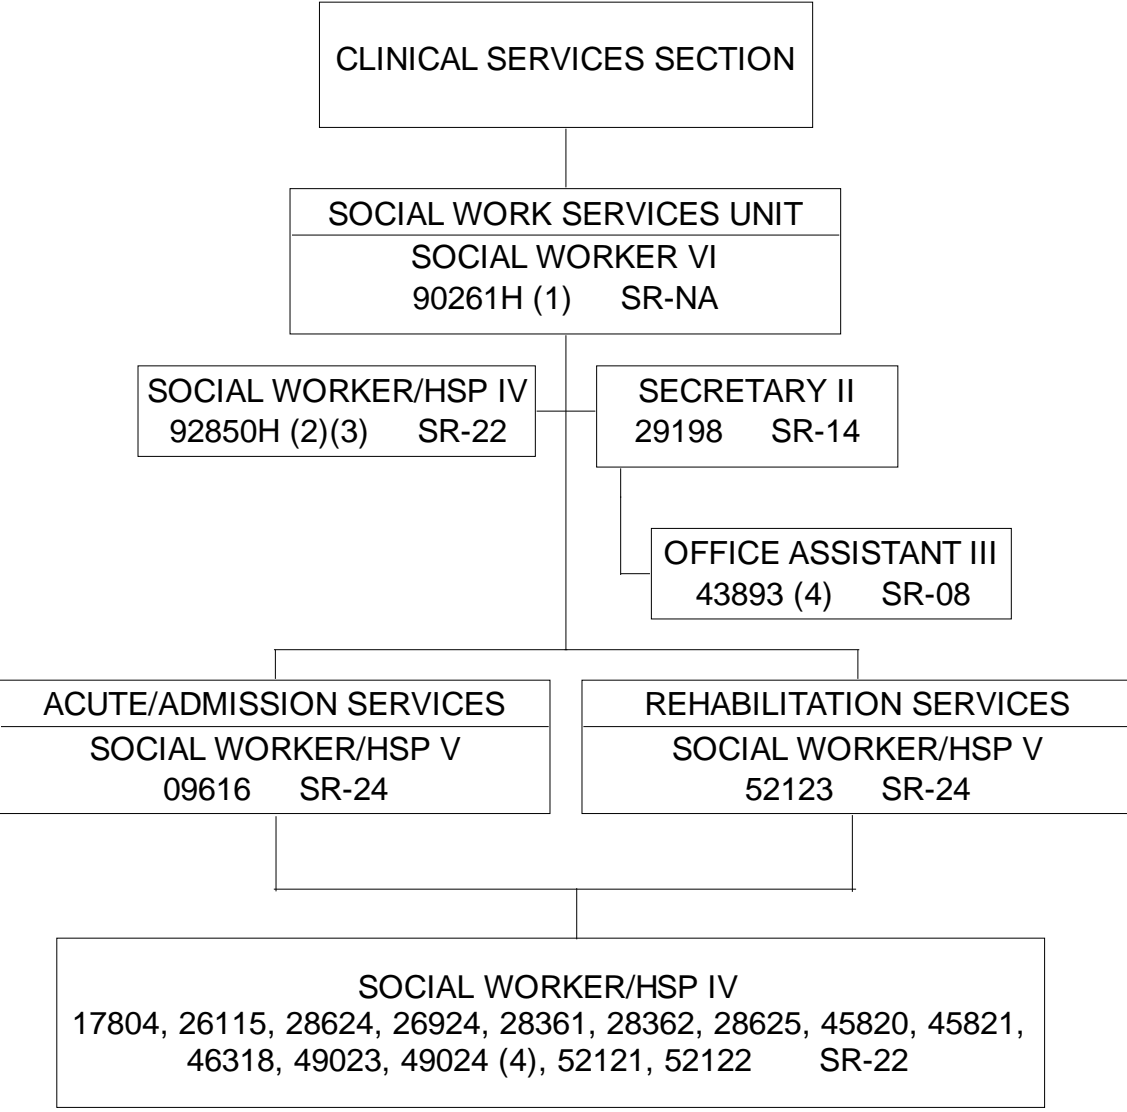 CLINICAL SERVICES SECTION
SOCIAL WORK SERVICES UNIT
SOCIAL WORKER VI
90261H (1) SR-NA
SOCIAL WORKER/HSP IV
92850H (2)(3) SR-22
SECRETARY II
29198 SR-14
OFFICE ASSISTANT III
43893 (4) SR-08
ACUTE/ADMISSION SERVICES
SOCIAL WORKER/HSP V
09616 SR-24
REHABILITATION SERVICES
SOCIAL WORKER/HSP V
52123 SR-24
SOCIAL WORKER/HSP IV
17804, 26115, 28624, 26924, 28361, 28362, 28625, 45820, 45821,
46318, 49023, 49024 (4), 52121, 52122 SR-22